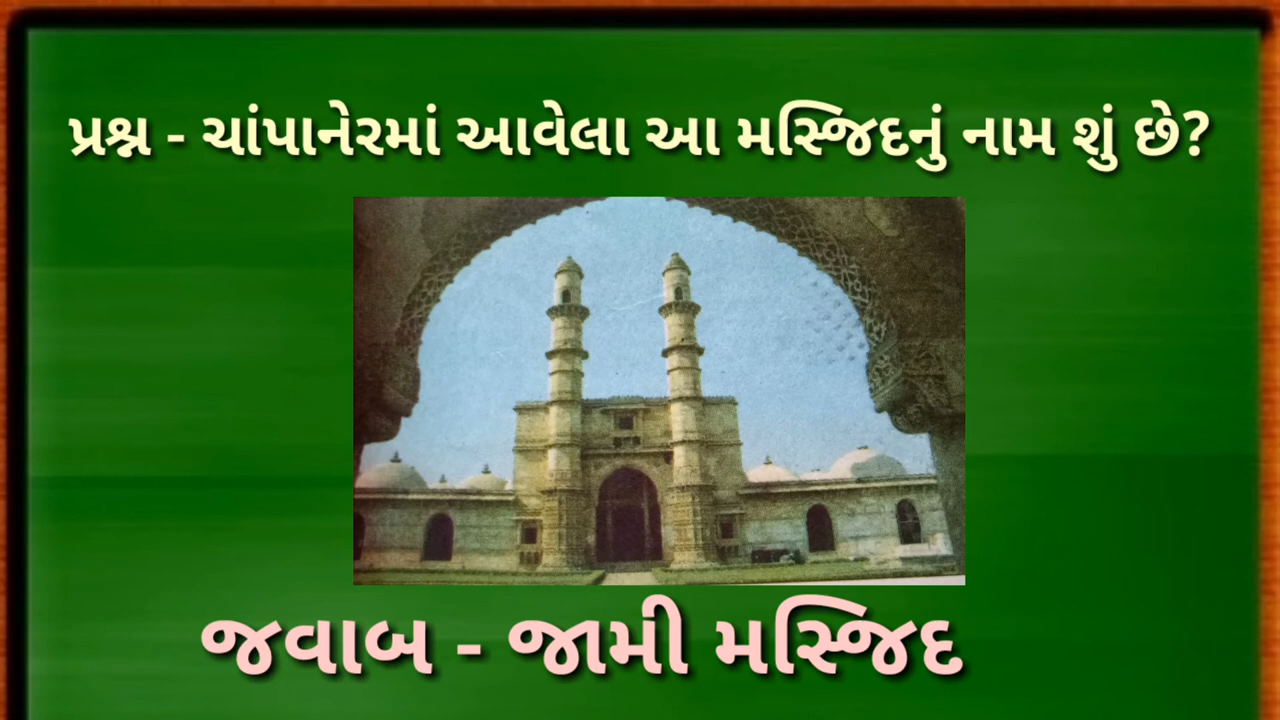 પ્રશ્ન - ચાંપાનેરમાં આવેલા આ મસ્જિદનું નામ શું છે?
જવાબ - જામી મસ્જિદ